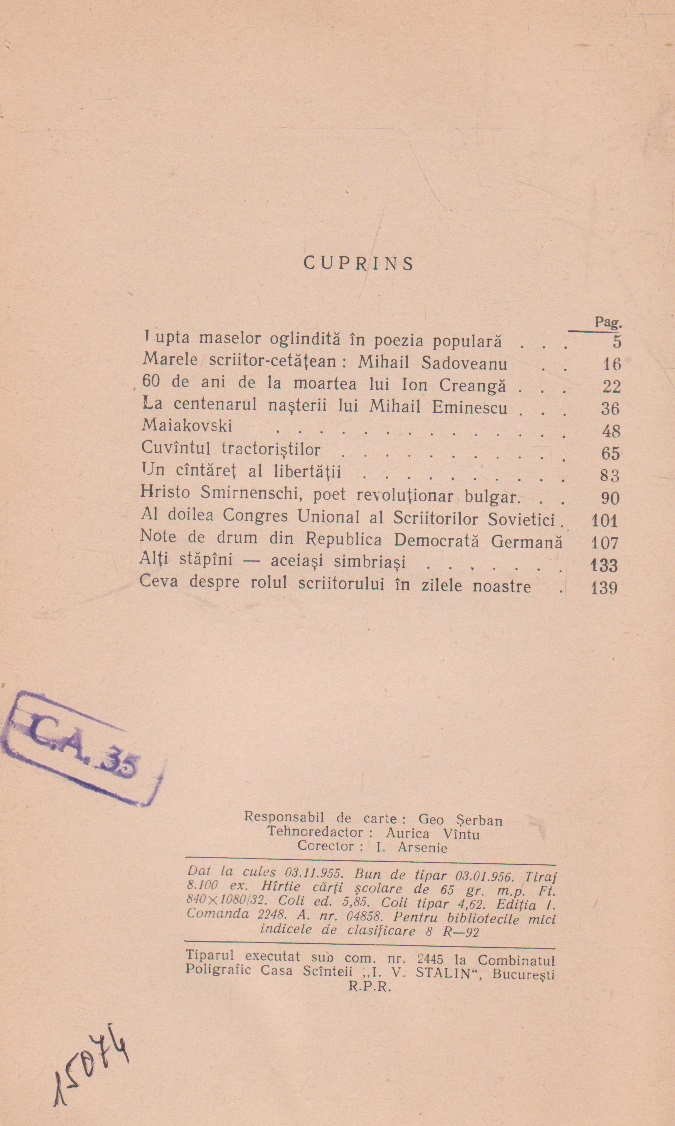 CUPRINS
Pag.
Lupta maselor oglindită în poezia populară . . . 5
Marele scriitor-cetățean : Mihail Sadoveanu . . 16
60 de ani de la moartea lui Ion Creangă . . . 22
La centenarul nașterii lui Mihail Eminescu . . . 36
Maiakovski . . . . . . . . . . . . . 48
Cuvîntul tractoriștilor . . . . . . . . . 65
Un cîntăreț al libertății . . . . . . . . . 83
Hristo Smirnenschi, poet revoluționar bulgar. . . 90
Al doilea Congres Unional al Scriitorilor Sovietici . 101
Note de drum din Republica Democrată Germană 107
Alți stăpîni — aceiași simbriași . . . . . . . 133
Ceva despre rolul scriitorului în zilele noastre . 139
C.A. 35
Responsabil de carte : Geo Șerban
Tehnoredactor : Aurica Vîntu
Corector : I. Arsenie
Dat la cules 03.11.955. Bun de tipar 03.01.956. Tiraj
8.100 ex. Hîrtie cărți școlare de 65 gr. m.p. Ft.
840×1080/32. Coli ed. 5,85. Coli tipar 4,62. Ediția I.
Comanda 2248. A. nr. 04858. Pentru bibliotecile mici
indicele de clasificare 8 R—92
Tiparul executat sub com. nr. 2445 la Combinatul
Poligrafic Casa Scînteii „I. V. STALIN“, București
R.P.R.
15074